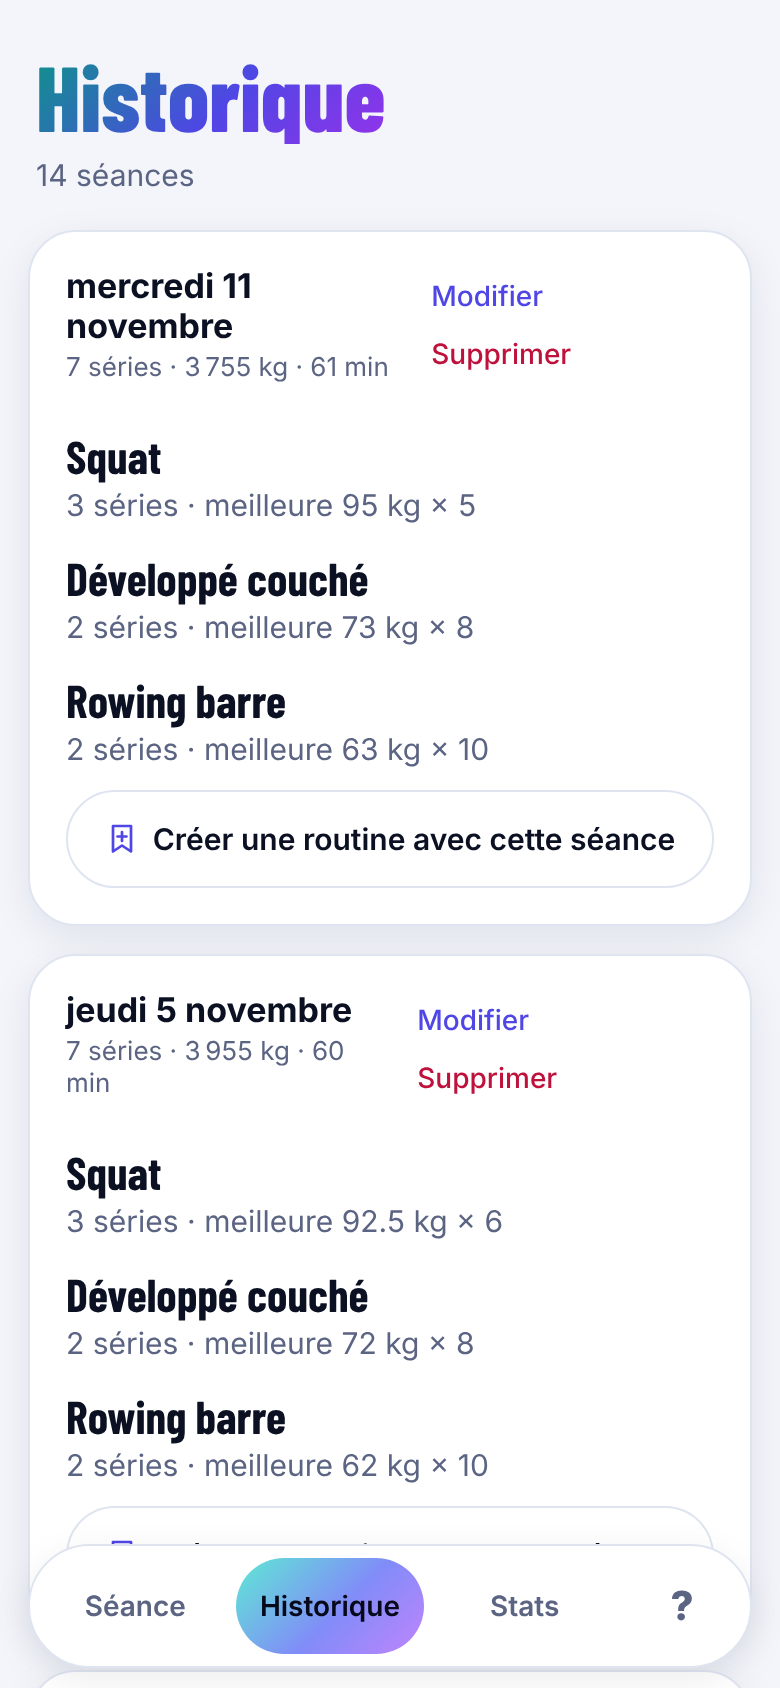 Historique
14 séances
mercredi 11
novembre
7 séries · 3 755 kg · 61 min
Modifier
Supprimer
Squat
3 séries · meilleure 95 kg × 5
Développé couché
2 séries · meilleure 73 kg × 8
Rowing barre
2 séries · meilleure 63 kg × 10
Créer une routine avec cette séance
jeudi 5 novembre
7 séries · 3 955 kg · 60
min
Modifier
Supprimer
Squat
3 séries · meilleure 92.5 kg × 6
Développé couché
2 séries · meilleure 72 kg × 8
Rowing barre
2 séries · meilleure 62 kg × 10
Séance
Historique
Stats
?